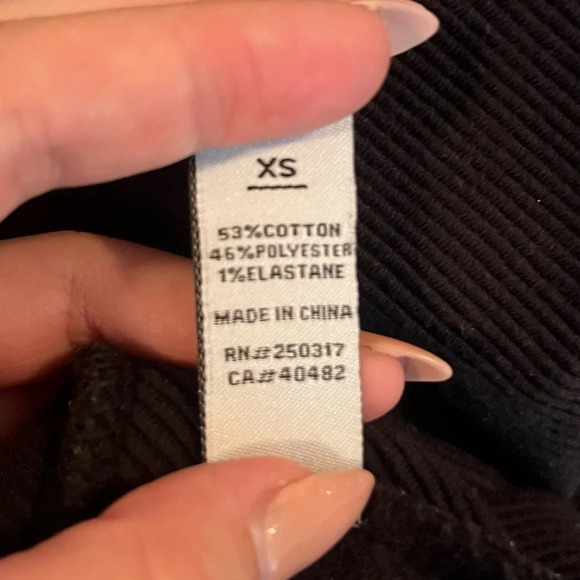 XS
53%COTTON
46%POLYESTER
1%ELASTANE
MADE IN CHINA
RN#250317
CA#40482